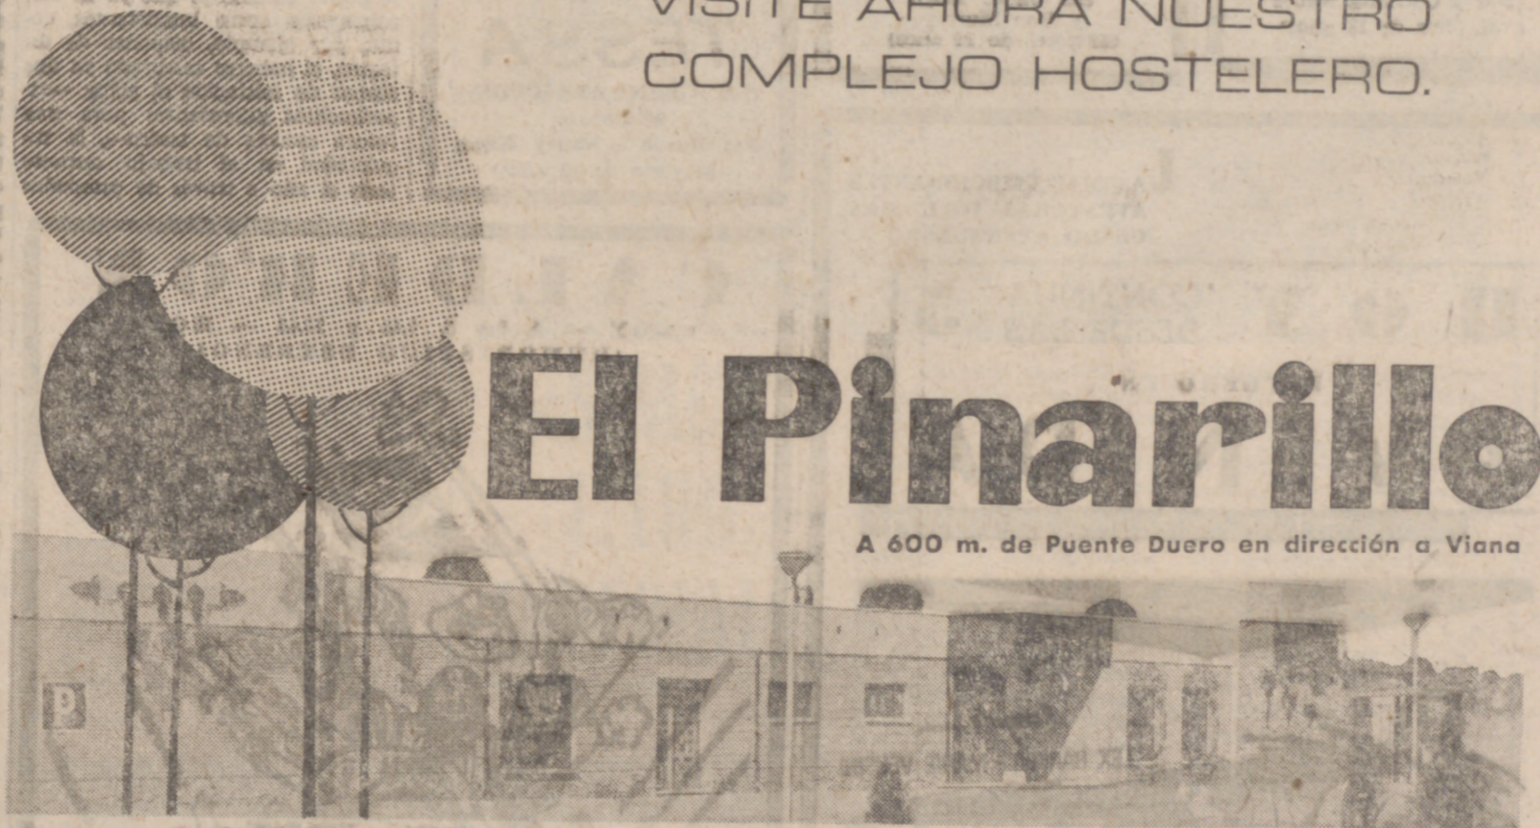 VISITE AHORA NUESTRO
COMPLEJO HOSTELERO.
El Pinarillo
A 600 m. de Puente Duero en dirección a Viana
P